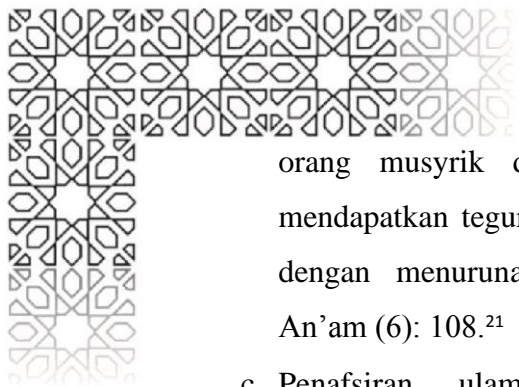 orang musyrik
mendapatkan
dengan
An’am (6): 108.²¹
c. Penafsiran